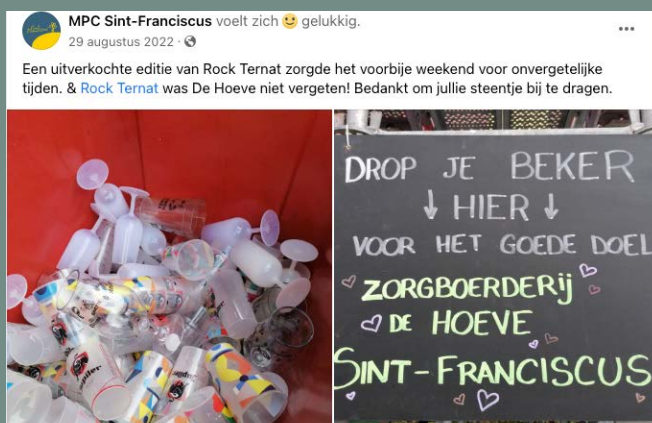 MPC Sint-Franciscus voelt zich 😀 gelukkig.
29 augustus 2022 ·
Een uitverkochte editie van Rock Ternat zorgde het voorbije weekend voor onvergetelijke
tijden. & Rock Ternat was De Hoeve niet vergeten! Bedankt om jullie steentje bij te dragen.
DROP JE BEKER
↓ HIER ↓
VOOR HET GOEDE DOEL
ZORGBOERDERIJ
DE HOEVE
SINT-FRANCISCUS